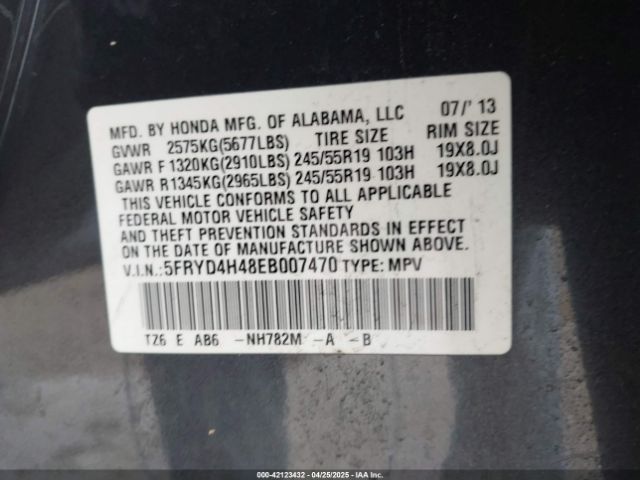 MFD. BY HONDA MFG. OF ALABAMA, LLC 07/'13
GVWR 2575KG(5677LBS) TIRE SIZE RIM SIZE
GAWR F1320KG(2910LBS) 245/55R19 103H 19X8.0J
GAWR R1345KG(2965LBS) 245/55R19 103H 19X8.0J
THIS VEHICLE CONFORMS TO ALL APPLICABLE
FEDERAL MOTOR VEHICLE SAFETY
AND THEFT PREVENTION STANDARDS IN EFFECT
ON THE DATE OF MANUFACTURE SHOWN ABOVE.
V.I.N.:5FRYD4H48EB007470 TYPE: MPV
TZ6 E AB6 -NH782M -A -B
000-42123432 - 04/25/2025 - IAA Inc.